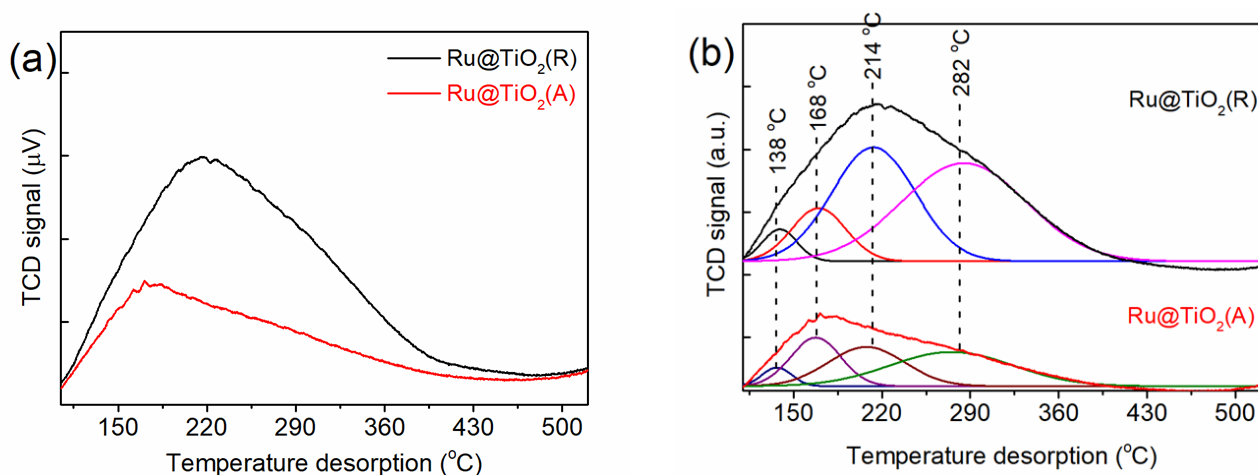 (a)
Ru@TiO₂(R)
Ru@TiO₂(A)
TCD signal (μV)
150 220 290 360 430 500
Temperature desorption (°C)
(b)
138 °C
168 °C
214 °C
282 °C
Ru@TiO₂(R)
Ru@TiO₂(A)
TCD signal (a.u.)
150 220 290 360 430 500
Temperature desorption (°C)